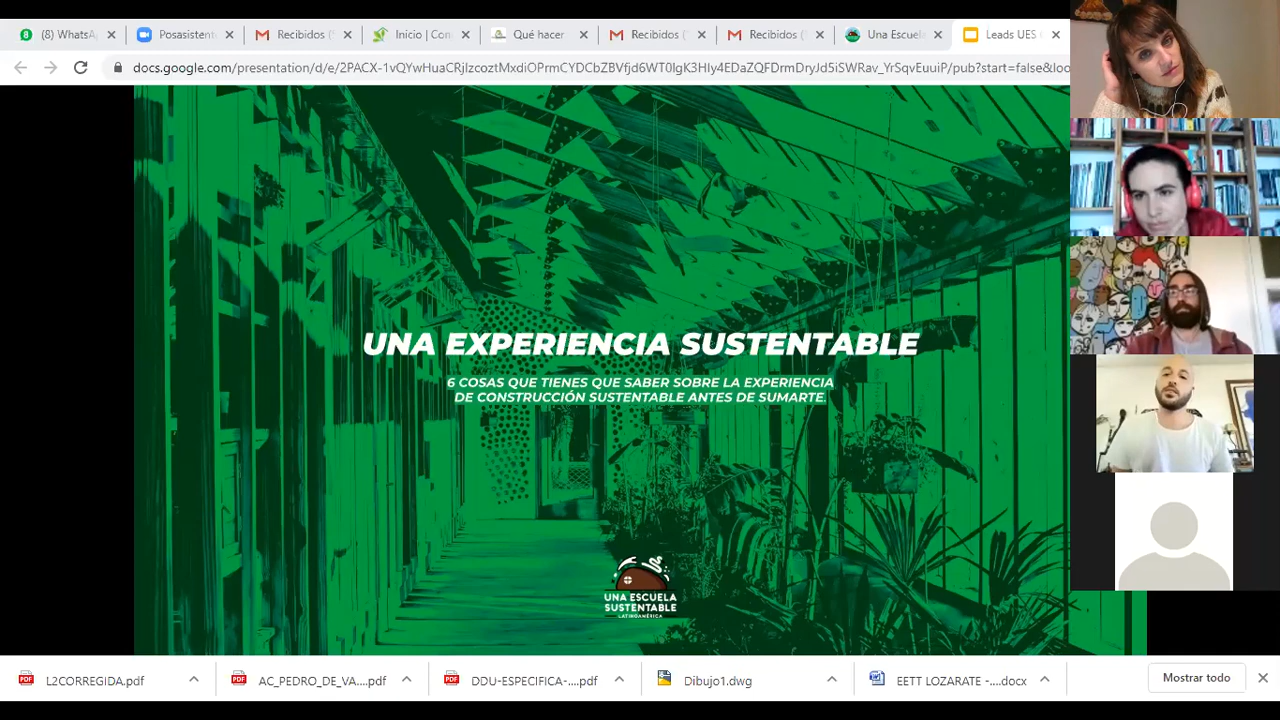 (8) WhatsA
Posasistent
Recibidos (
Inicio | Con
Qué hacer
Recibidos (
Recibidos (
Una Escuela
Leads UES
docs.google.com/presentation/d/e/2PACX-1vQYwHuaCRjIzcoztMxdiOPrmCYDCbZBVfjd6WT0IgK3HIy4EDaZQFDrmDryJd5iSWRav_YrSqvEuuiP/pub?start=false&loo
UNA EXPERIENCIA SUSTENTABLE
6 COSAS QUE TIENES QUE SABER SOBRE LA EXPERIENCIA
DE CONSTRUCCIÓN SUSTENTABLE ANTES DE SUMARTE.
UNA ESCUELA
SUSTENTABLE
LATINOAMÉRICA
L2CORREGIDA.pdf
AC_PEDRO_DE_VA....pdf
DDU-ESPECIFICA-....pdf
Dibujo1.dwg
EETT LOZARATE -....docx
Mostrar todo